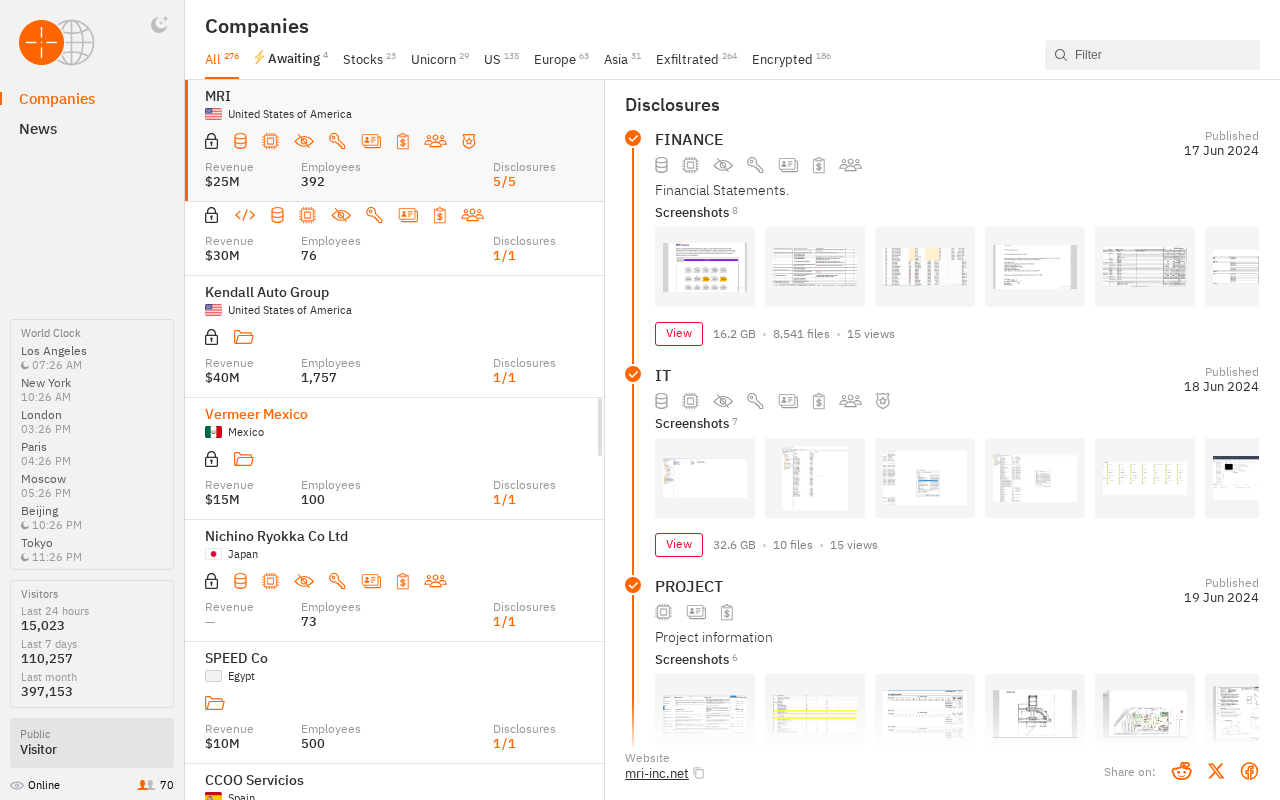 Companies
News
World Clock
Los Angeles
07:26 AM
New York
10:26 AM
London
03:26 PM
Paris
04:26 PM
Moscow
05:26 PM
Beijing
10:26 PM
Tokyo
11:26 PM
Visitors
Last 24 hours
15,023
Last 7 days
110,257
Last month
397,153
Public
Visitor
Online 70
Companies
All 276 Awaiting 4 Stocks 23 Unicorn 29 US 135 Europe 63 Asia 31 Exfiltrated 264 Encrypted 186
Filter
MRI
United States of America
Revenue Employees Disclosures
$25M 392 5/5
Revenue Employees Disclosures
$30M 76 1/1
Kendall Auto Group
United States of America
Revenue Employees Disclosures
$40M 1,757 1/1
Vermeer Mexico
Mexico
Revenue Employees Disclosures
$15M 100 1/1
Nichino Ryokka Co Ltd
Japan
Revenue Employees Disclosures
— 73 1/1
SPEED Co
Egypt
Revenue Employees Disclosures
$10M 500 1/1
CCOO Servicios
Spain
Disclosures
FINANCE
Published
17 Jun 2024
Financial Statements.
Screenshots 8
View 16.2 GB • 8,541 files • 15 views
IT
Published
18 Jun 2024
Screenshots 7
View 32.6 GB • 10 files • 15 views
PROJECT
Published
19 Jun 2024
Project information
Screenshots 6
Website
mri-inc.net
Share on: